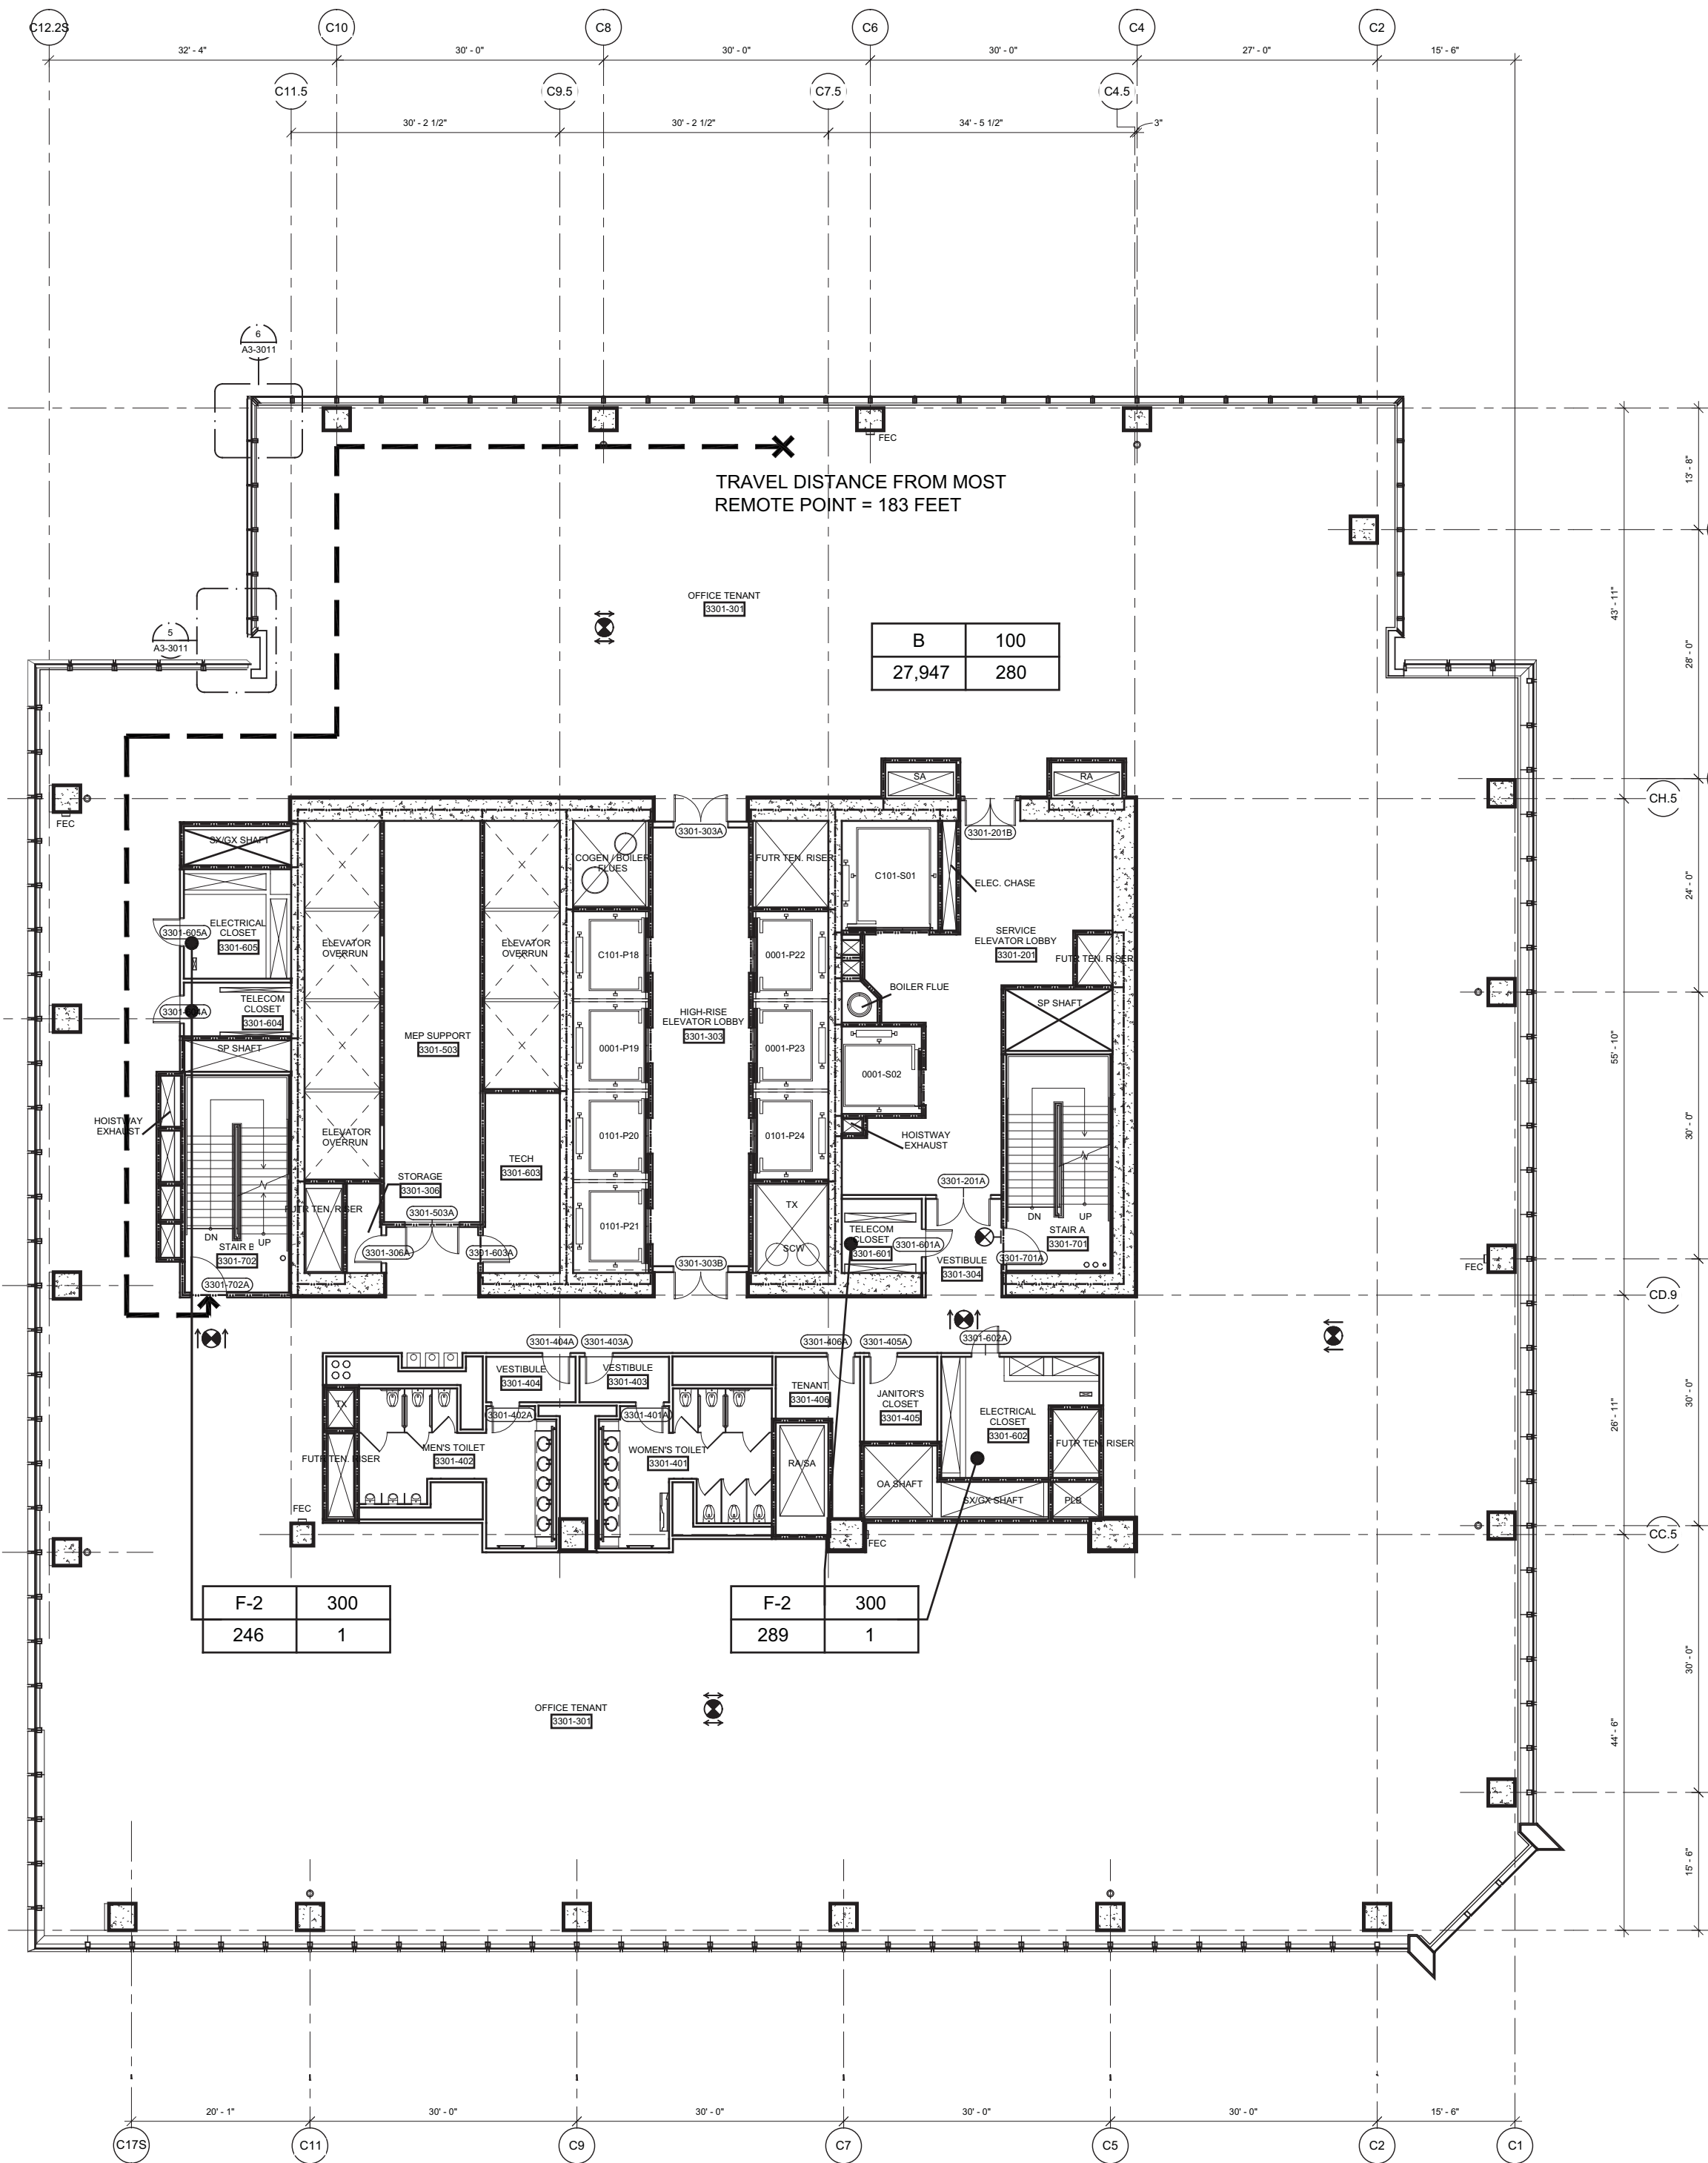 C12.2S
C10
C8
C6
C4
C2
32' - 4"
30' - 0"
30' - 0"
30' - 0"
27' - 0"
15' - 6"
C11.5
C9.5
C7.5
C4.5
30' - 2 1/2"
30' - 2 1/2"
34' - 5 1/2"
3"
6
A3-3011
FEC
TRAVEL DISTANCE FROM MOST
REMOTE POINT = 183 FEET
13' - 8"
43' - 11"
28' - 0"
OFFICE TENANT
3301-301
5
A3-3011
B 100
27,947 280
SA
RA
CH.5
FEC
3301-303A
3301-201B
SX/GX SHAFT
COGEN / BOILER
FLUES
FUTR TEN. RISER
C101-S01
ELEC. CHASE
24' - 0"
3301-605A
ELECTRICAL
CLOSET
3301-605
ELEVATOR
OVERRUN
ELEVATOR
OVERRUN
C101-P18
0001-P22
SERVICE
ELEVATOR LOBBY
3301-201
FUTR TEN. RISER
BOILER FLUE
TELECOM
CLOSET
3301-604
SP SHAFT
SP SHAFT
MEP SUPPORT
3301-503
HIGH-RISE
ELEVATOR LOBBY
3301-303
0001-P19
0001-P23
0001-S02
55' - 10"
HOISTWAY
EXHAUST
ELEVATOR
OVERRUN
0101-P20
0101-P24
HOISTWAY
EXHAUST
30' - 0"
TECH
3301-603
STORAGE
3301-306
3301-201A
FUTR TEN. RISER
3301-503A
0101-P21
TX
SCW
DN
UP
STAIR B
3301-702
3301-702A
3301-306A
3301-603A
3301-303B
TELECOM
CLOSET
3301-601
3301-601A
VESTIBULE
3301-304
DN
UP
STAIR A
3301-701
3301-701A
FEC
CD.9
3301-404A
3301-403A
3301-406A
3301-405A
3301-602A
VESTIBULE
3301-404
VESTIBULE
3301-403
TENANT
3301-406
JANITOR'S
CLOSET
3301-405
ELECTRICAL
CLOSET
3301-602
TX
3301-402A
3301-401A
30' - 0"
26' - 11"
MEN'S TOILET
3301-402
WOMEN'S TOILET
3301-401
FUTR TEN. RISER
RA/SA
OA SHAFT
FUTR TEN. RISER
SX/GX SHAFT
PLB
FEC
FEC
CC.5
F-2 300
246 1
F-2 300
289 1
30' - 0"
OFFICE TENANT
3301-301
44' - 6"
15' - 6"
20' - 1"
30' - 0"
30' - 0"
30' - 0"
30' - 0"
15' - 6"
C17S
C11
C9
C7
C5
C2
C1